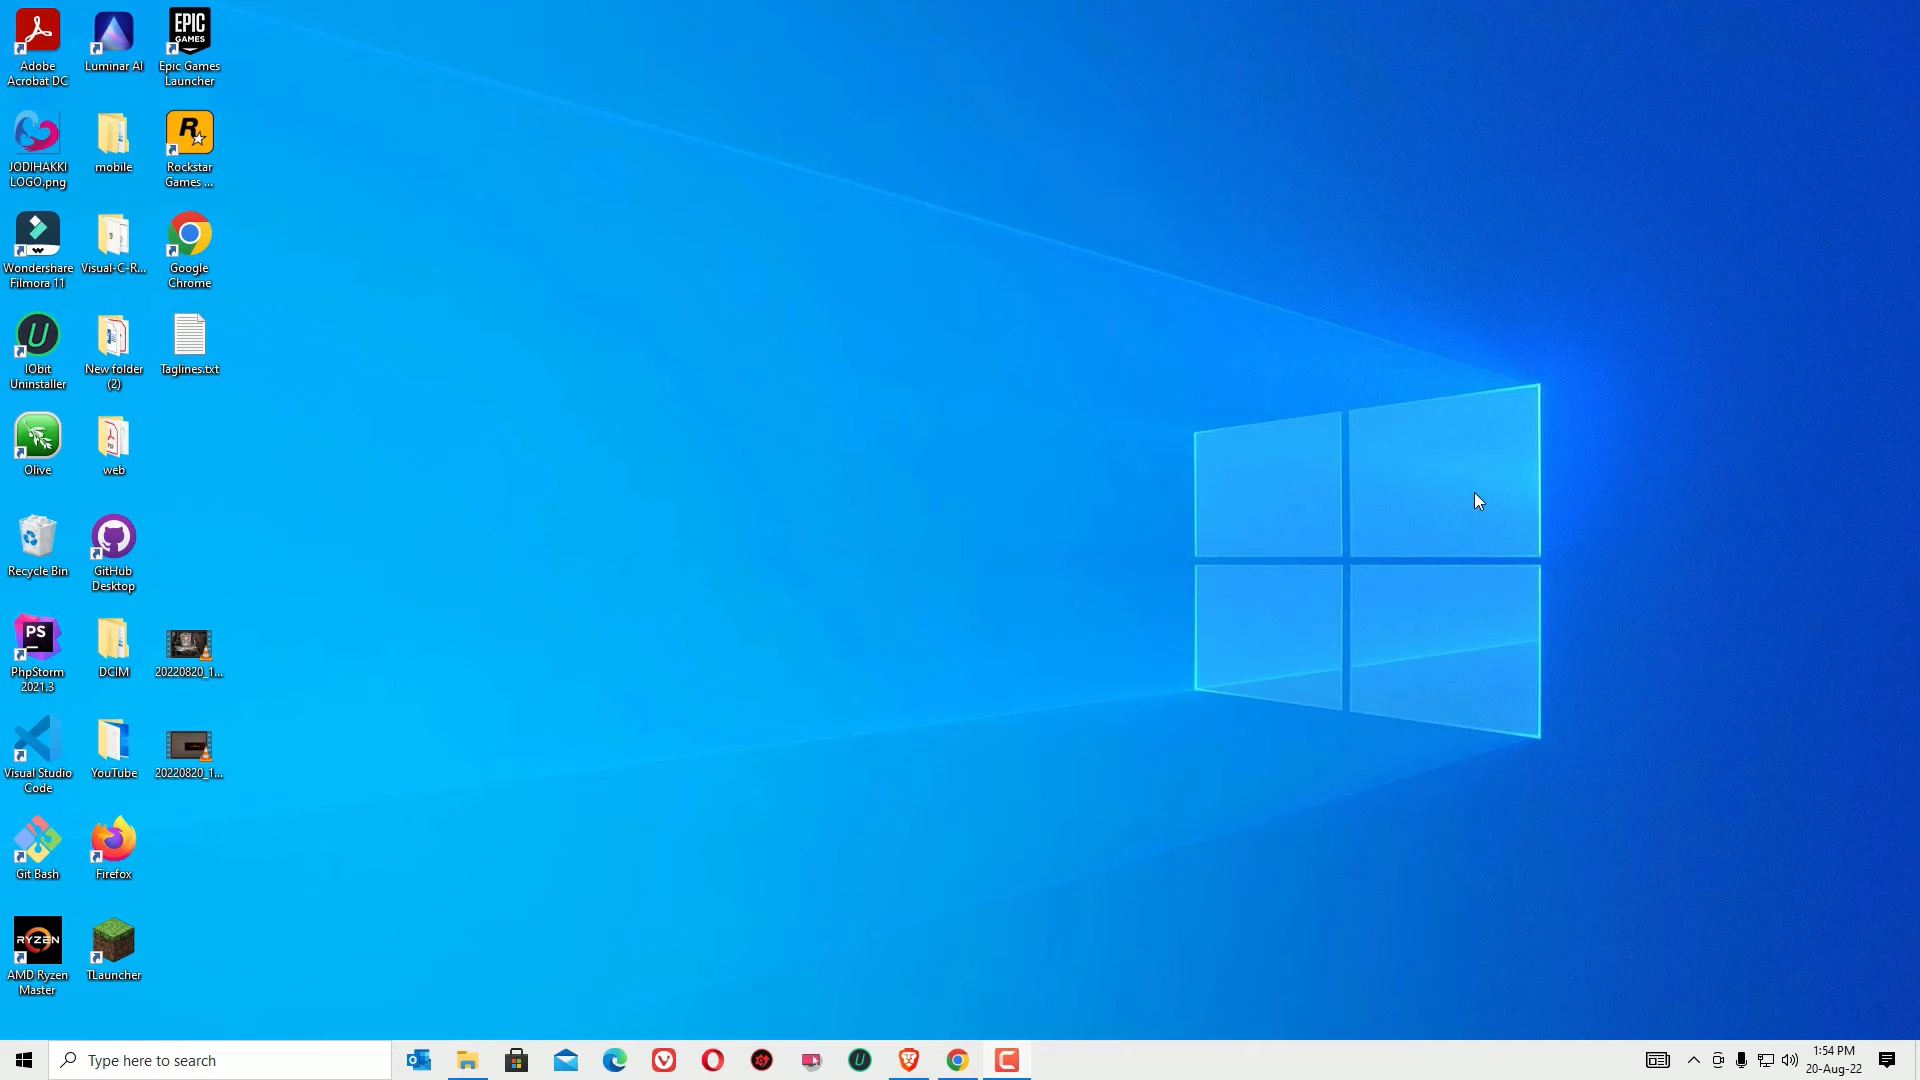 Adobe
Acrobat DC
Luminar AI
EPIC
GAMES
Epic Games
Launcher
JODIHAKKI
LOGO.png
mobile
R
Rockstar
Games ...
Wondershare
Filmora 11
Visual-C-R...
Google
Chrome
IObit
Uninstaller
New folder
(2)
Taglines.txt
Olive
web
Recycle Bin
GitHub
Desktop
PS
PhpStorm
2021.3
DCIM
20220820_1...
Visual Studio
Code
YouTube
20220820_1...
Git Bash
Firefox
RYZEN
AMD Ryzen
Master
TLauncher
Type here to search
1:54 PM
20-Aug-22